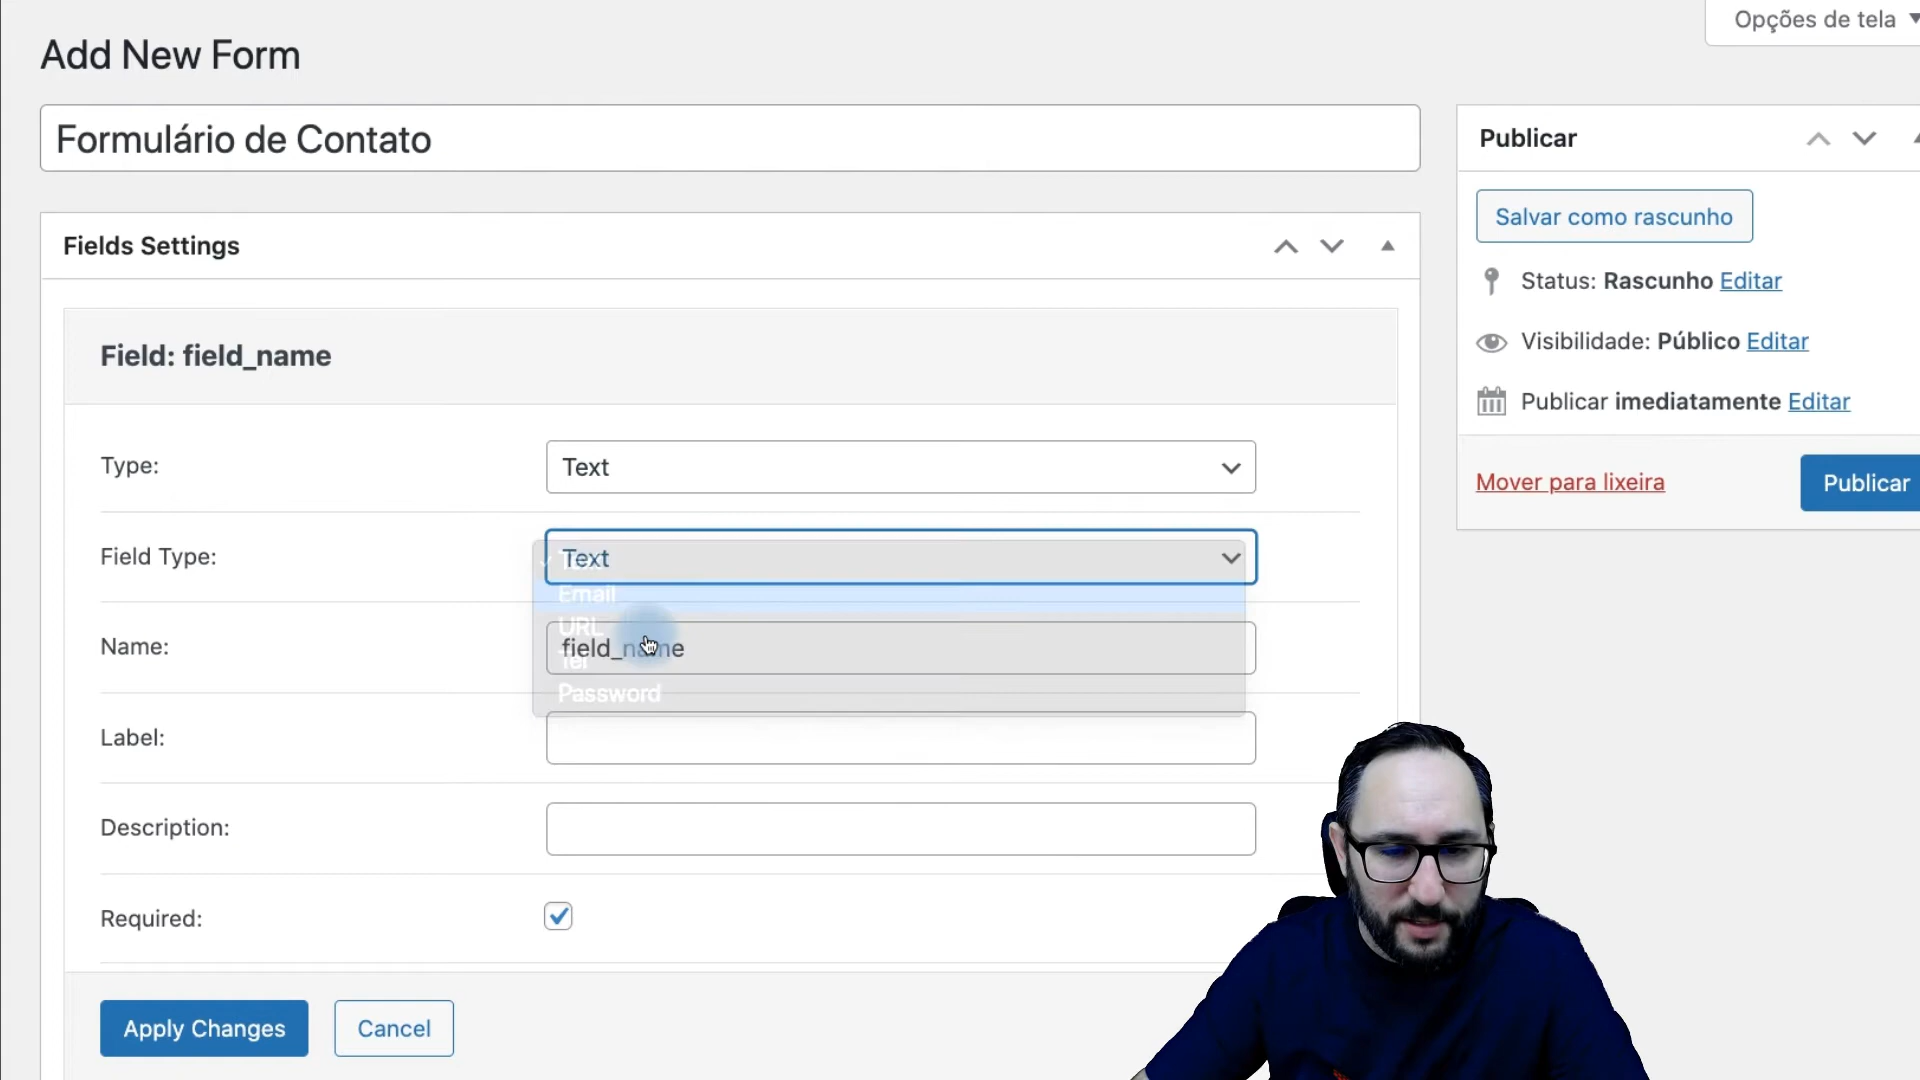 Opções de tela
Add New Form
Formulário de Contato
Publicar
Salvar como rascunho
Fields Settings
Status: Rascunho Editar
Visibilidade: Público Editar
Field: field_name
Publicar imediatamente Editar
Type:
Text
Mover para lixeira
Publicar
Field Type:
Text
Text
Email
URL
Name:
field_name
Tel
Password
Label:
Description:
Required:
Apply Changes
Cancel